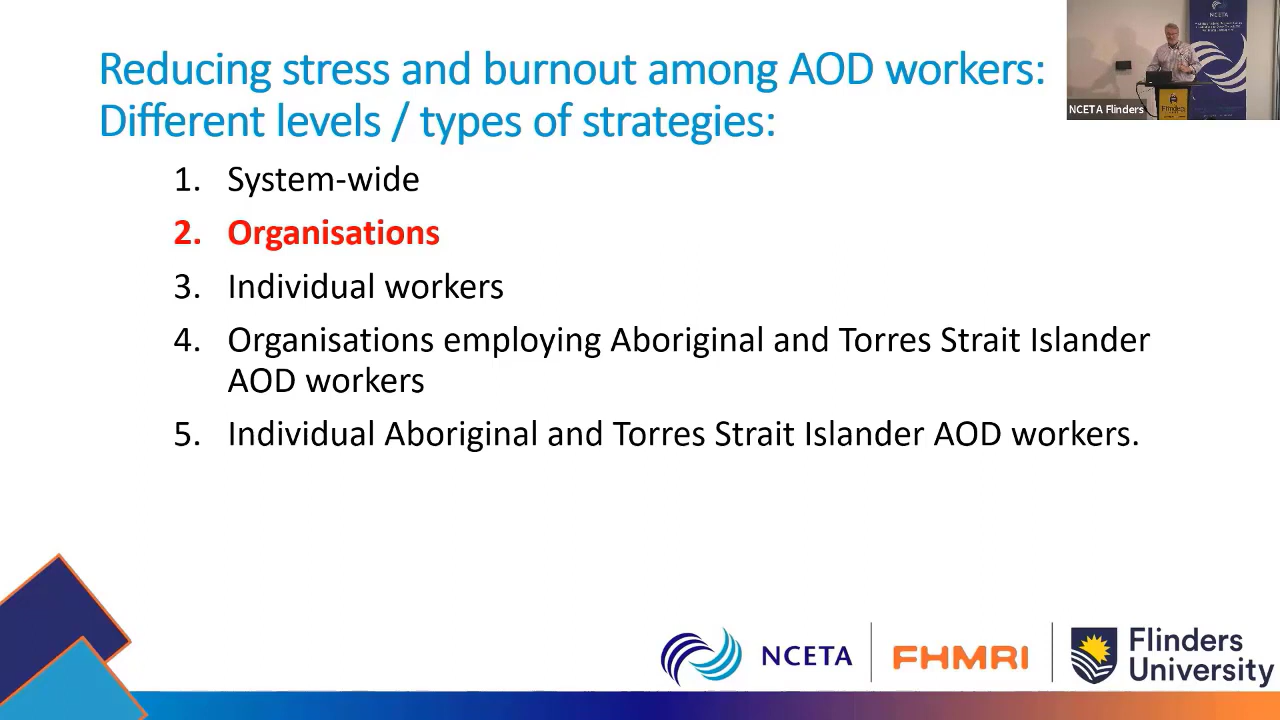 Reducing stress and burnout among AOD workers:
Different levels / types of strategies:
1. System-wide
2. Organisations
3. Individual workers
4. Organisations employing Aboriginal and Torres Strait Islander
AOD workers
5. Individual Aboriginal and Torres Strait Islander AOD workers.
NCETA
NCETA Flinders
Flinders
NCETA
FHMRI
Flinders
University